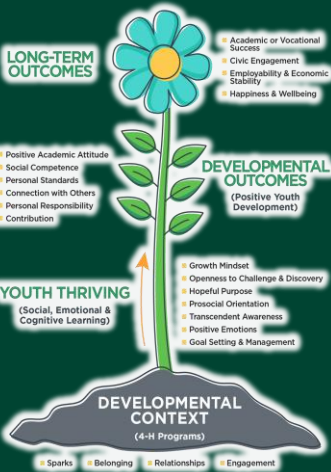 LONG-TERM
OUTCOMES
Academic or Vocational
Success
Civic Engagement
Employability & Economic
Stability
Happiness & Wellbeing
Positive Academic Attitude
Social Competence
Personal Standards
Connection with Others
Personal Responsibility
Contribution
DEVELOPMENTAL
OUTCOMES
(Positive Youth
Development)
YOUTH THRIVING
(Social, Emotional &
Cognitive Learning)
Growth Mindset
Openness to Challenge & Discovery
Hopeful Purpose
Prosocial Orientation
Transcendent Awareness
Positive Emotions
Goal Setting & Management
DEVELOPMENTAL
CONTEXT
(4-H Programs)
Sparks Belonging Relationships Engagement